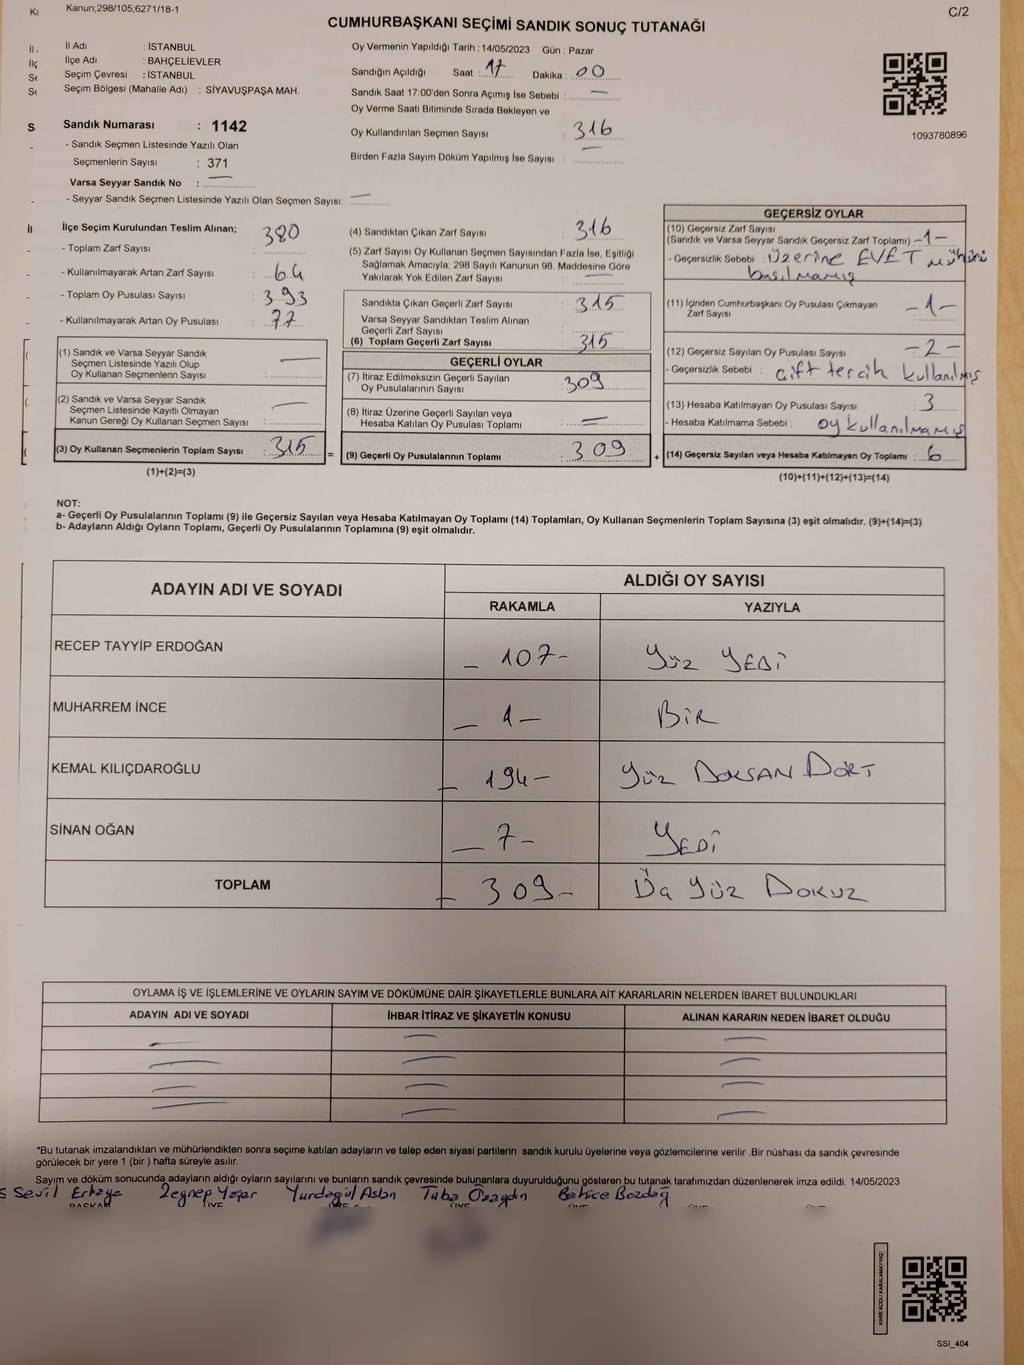 Kanun;298/105;6271/18-1
C/2
CUMHURBAŞKANI SEÇİMİ SANDIK SONUÇ TUTANAĞI
İl Adı : İSTANBUL
İlçe Adı : BAHÇELİEVLER
Seçim Çevresi : İSTANBUL
Seçim Bölgesi (Mahalle Adı) : SİYAVUŞPAŞA MAH.
Sandık Numarası : 1142
- Sandık Seçmen Listesinde Yazılı Olan
Seçmenlerin Sayısı : 371
Varsa Seyyar Sandık No : —
- Seyyar Sandık Seçmen Listesinde Yazılı Olan Seçmen Sayısı: —
Oy Vermenin Yapıldığı Tarih : 14/05/2023 Gün : Pazar
Sandığın Açıldığı Saat : 17 Dakika : 00
Sandık Saat 17:00'den Sonra Açımış İse Sebebi : —
Oy Verme Saati Bitiminde Sırada Bekleyen ve
Oy Kullandırılan Seçmen Sayısı : 316
Birden Fazla Sayım Döküm Yapılmış İse Sayısı : —
1093780896
İlçe Seçim Kurulundan Teslim Alınan;
- Toplam Zarf Sayısı : 380
- Kullanılmayarak Artan Zarf Sayısı : 64
- Toplam Oy Pusulası Sayısı : 393
- Kullanılmayarak Artan Oy Pusulası : 77
(1) Sandık ve Varsa Seyyar Sandık
Seçmen Listesinde Yazılı Olup
Oy Kullanan Seçmenlerin Sayısı : —
(2) Sandık ve Varsa Seyyar Sandık
Seçmen Listesinde Kayıtlı Olmayan
Kanun Gereği Oy Kullanan Seçmen Sayısı : —
(3) Oy Kullanan Seçmenlerin Toplam Sayısı : 315 =
(1)+(2)=(3)
(4) Sandıktan Çıkan Zarf Sayısı : 316
(5) Zarf Sayısı Oy Kullanan Seçmen Sayısından Fazla İse, Eşitliği
Sağlamak Amacıyla, 298 Sayılı Kanunun 98. Maddesine Göre
Yakılarak Yok Edilen Zarf Sayısı : —
Sandıkta Çıkan Geçerli Zarf Sayısı : 315
Varsa Seyyar Sandıktan Teslim Alınan
Geçerli Zarf Sayısı
(6) Toplam Geçerli Zarf Sayısı : 315
GEÇERLİ OYLAR
(7) İtiraz Edilmeksizin Geçerli Sayılan
Oy Pusulalarının Sayısı : 309
(8) İtiraz Üzerine Geçerli Sayılan veya
Hesaba Katılan Oy Pusulası Toplamı : —
(9) Geçerli Oy Pusulalarının Toplamı : 309 +
GEÇERSİZ OYLAR
(10) Geçersiz Zarf Sayısı
(Sandık ve Varsa Seyyar Sandık Geçersiz Zarf Toplamı) -1-
- Geçersizlik Sebebi : Üzerine EVET mührü
basılmamış
(11) İçinden Cumhurbaşkanı Oy Pusulası Çıkmayan
Zarf Sayısı -1-
(12) Geçersiz Sayılan Oy Pusulası Sayısı -2-
- Geçersizlik Sebebi : çift tercih kullanılmış
(13) Hesaba Katılmayan Oy Pusulası Sayısı : 3
- Hesaba Katılmama Sebebi : oy kullanılmamış
(14) Geçersiz Sayılan veya Hesaba Katılmayan Oy Toplamı : 6
(10)+(11)+(12)+(13)=(14)
NOT:
a- Geçerli Oy Pusulalarının Toplamı (9) ile Geçersiz Sayılan veya Hesaba Katılmayan Oy Toplamı (14) Toplamları, Oy Kullanan Seçmenlerin Toplam Sayısına (3) eşit olmalıdır. (9)+(14)=(3)
b- Adayların Aldığı Oyların Toplamı, Geçerli Oy Pusulalarının Toplamına (9) eşit olmalıdır.
ADAYIN ADI VE SOYADI ALDIĞI OY SAYISI
RAKAMLA YAZIYLA
RECEP TAYYİP ERDOĞAN - 107- Yüz YEDİ
MUHARREM İNCE - 1 - BİR
KEMAL KILIÇDAROĞLU - 194- Yüz DOKSAN DÖRT
SİNAN OĞAN - 7 - YEDİ
TOPLAM - 309- Üç Yüz DOKUZ
OYLAMA İŞ VE İŞLEMLERİNE VE OYLARIN SAYIM VE DÖKÜMÜNE DAİR ŞİKAYETLERLE BUNLARA AİT KARARLARIN NELERDEN İBARET BULUNDUKLARI
ADAYIN ADI VE SOYADI İHBAR İTİRAZ VE ŞİKAYETİN KONUSU ALINAN KARARIN NEDEN İBARET OLDUĞU
*Bu tutanak imzalandıktan ve mühürlendikten sonra seçime katılan adayların ve talep eden siyasi partilerin sandık kurulu üyelerine veya gözlemcilerine verilir .Bir nüshası da sandık çevresinde
görülecek bir yere 1 (bir ) hafta süreyle asılır.
Sayım ve döküm sonucunda adayların aldığı oyların sayılarını ve bunların sandık çevresinde bulunanlara duyurulduğunu gösteren bu tutanak tarafımızdan düzenlenerek imza edildi. 14/05/2023
Sevil Erkaya Zeynep Yaşar Yurdagül Aslan Tuba Özaydın Behice Bozdağ
BAŞKAN ÜYE
KARE KODU KARALAMAYINIZ!
SSI_404